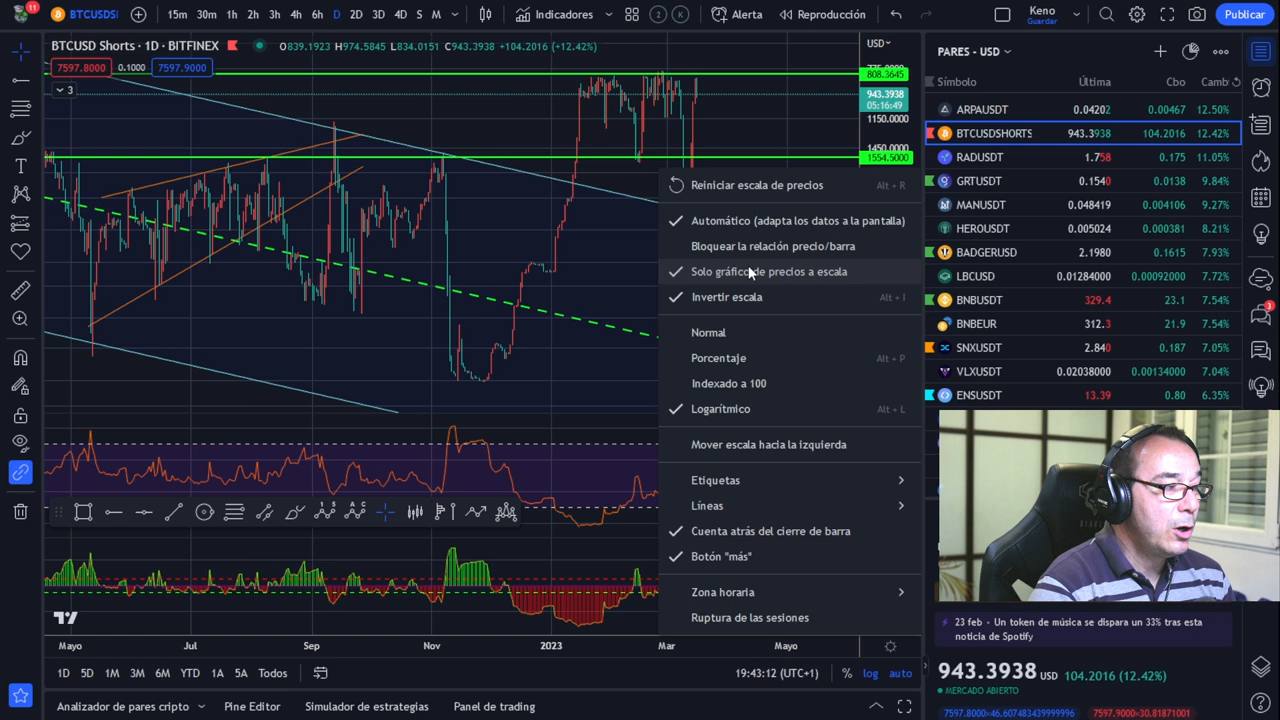 11
BTCUSDSI
15m 30m 1h 2h 3h 4h 6h D 2D 3D 4D S M
Indicadores
2 K
Alerta
Reproducción
Keno
Guardar
Publicar
BTCUSD Shorts · 1D · BITFINEX
O839.1923 H974.5845 L834.0151 C943.3938 +104.2016 (+12.42%)
7597.8000 0.1000 7597.9000
3
USD
808.3645
943.3938
05:16:49
1150.0000
1450.0000
1554.5000
Reiniciar escala de precios Alt + R
Automático (adapta los datos a la pantalla)
Bloquear la relación precio/barra
Solo gráfico de precios a escala
Invertir escala Alt + I
Normal
Porcentaje Alt + P
Indexado a 100
Logarítmico Alt + L
Mover escala hacia la izquierda
Etiquetas
Líneas
Cuenta atrás del cierre de barra
Botón "más"
Zona horaria
Ruptura de las sesiones
Mayo Jul Sep Nov 2023 Mar Mayo
1D 5D 1M 3M 6M YTD 1A 5A Todos
19:43:12 (UTC+1) % log auto
Analizador de pares cripto Pine Editor Simulador de estrategias Panel de trading
PARES - USD
Símbolo Última Cbo Camb
ARPAUSDT 0.04202 0.00467 12.50%
BTCUSDSHORTS 943.3938 104.2016 12.42%
RADUSDT 1.758 0.175 11.05%
GRTUSDT 0.1540 0.0138 9.84%
MANUSDT 0.048419 0.004106 9.27%
HEROUSDT 0.005024 0.000381 8.21%
BADGERUSD 2.1980 0.1615 7.93%
LBCUSD 0.01284000 0.00092000 7.72%
BNBUSDT 329.4 23.1 7.54%
BNBEUR 312.3 21.9 7.54%
SNXUSDT 2.840 0.187 7.05%
VLXUSDT 0.02038000 0.00134000 7.04%
ENSUSDT 13.39 0.80 6.35%
3
23 feb - Un token de música se dispara un 33% tras esta
noticia de Spotify
943.3938 USD 104.2016 (12.42%)
MERCADO ABIERTO